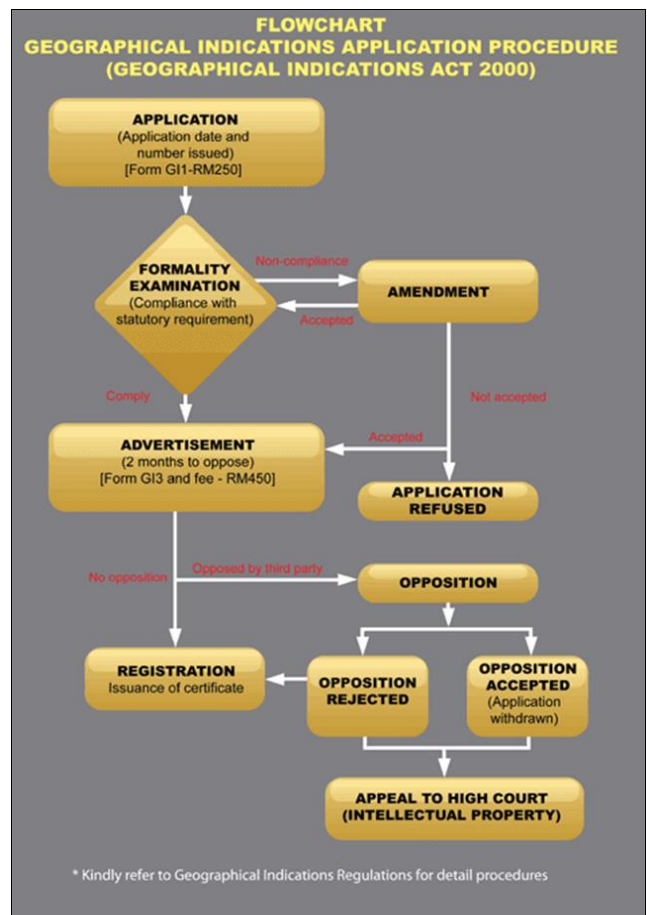 FLOWCHART
GEOGRAPHICAL INDICATIONS APPLICATION PROCEDURE
(GEOGRAPHICAL INDICATIONS ACT 2000)
APPLICATION
(Application date and
number issued)
[Form GI1-RM250]
FORMALITY
EXAMINATION
(Compliance with
statutory requirement)
Non-compliance
AMENDMENT
Accepted
Comply
Not accepted
ADVERTISEMENT
(2 months to oppose)
[Form GI3 and fee - RM450]
Accepted
APPLICATION
REFUSED
No opposition
Opposed by third party
OPPOSITION
REGISTRATION
Issuance of certificate
OPPOSITION
REJECTED
OPPOSITION
ACCEPTED
(Application
withdrawn)
APPEAL TO HIGH COURT
(INTELLECTUAL PROPERTY)
* Kindly refer to Geographical Indications Regulations for detail procedures